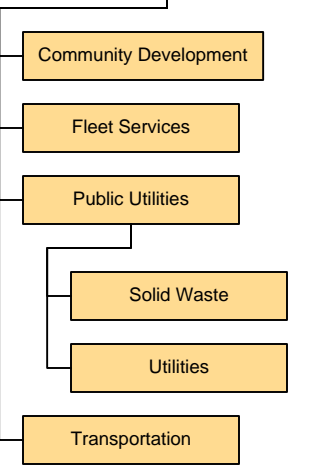 Community Development
Fleet Services
Public Utilities
Solid Waste
Utilities
Transportation